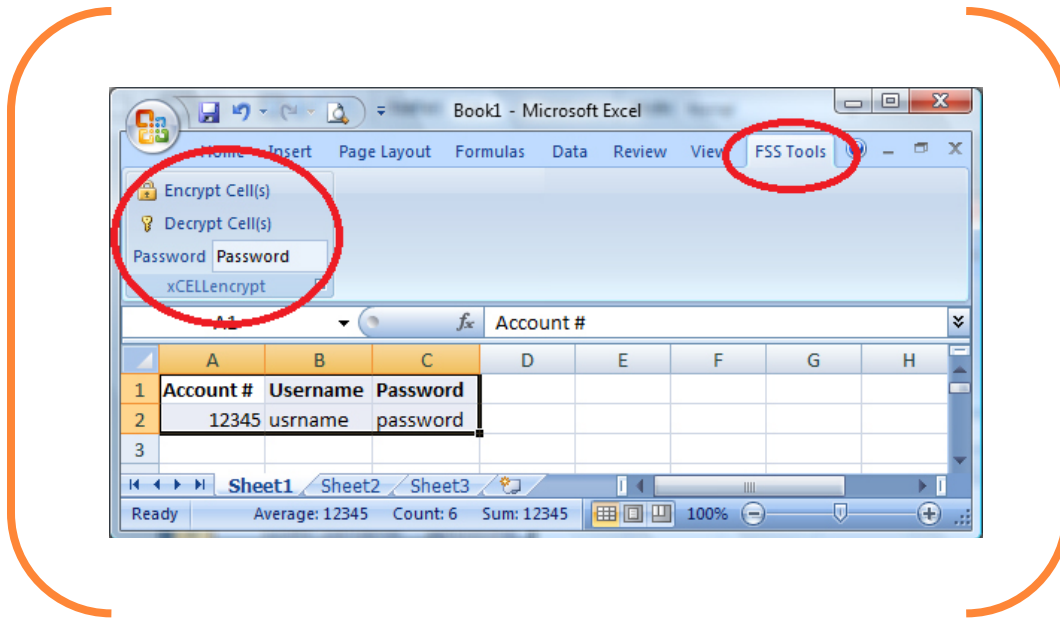 Book1 - Microsoft Excel
Home Insert Page Layout Formulas Data Review View FSS Tools
Encrypt Cell(s)
Decrypt Cell(s)
Password Password
xCELLencrypt
A1 fx Account #
A B C D E F G H
1 Account # Username Password
2 12345 usrname password
3
Sheet1 Sheet2 Sheet3
Ready Average: 12345 Count: 6 Sum: 12345 100%